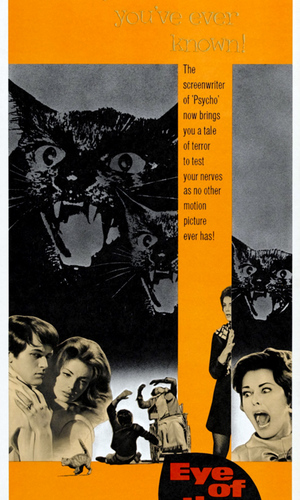 you've ever
known!
The
screenwriter
of 'Psycho'
now brings
you a tale
of terror
to test
your nerves
as no other
motion
picture
ever has!
Eye
of